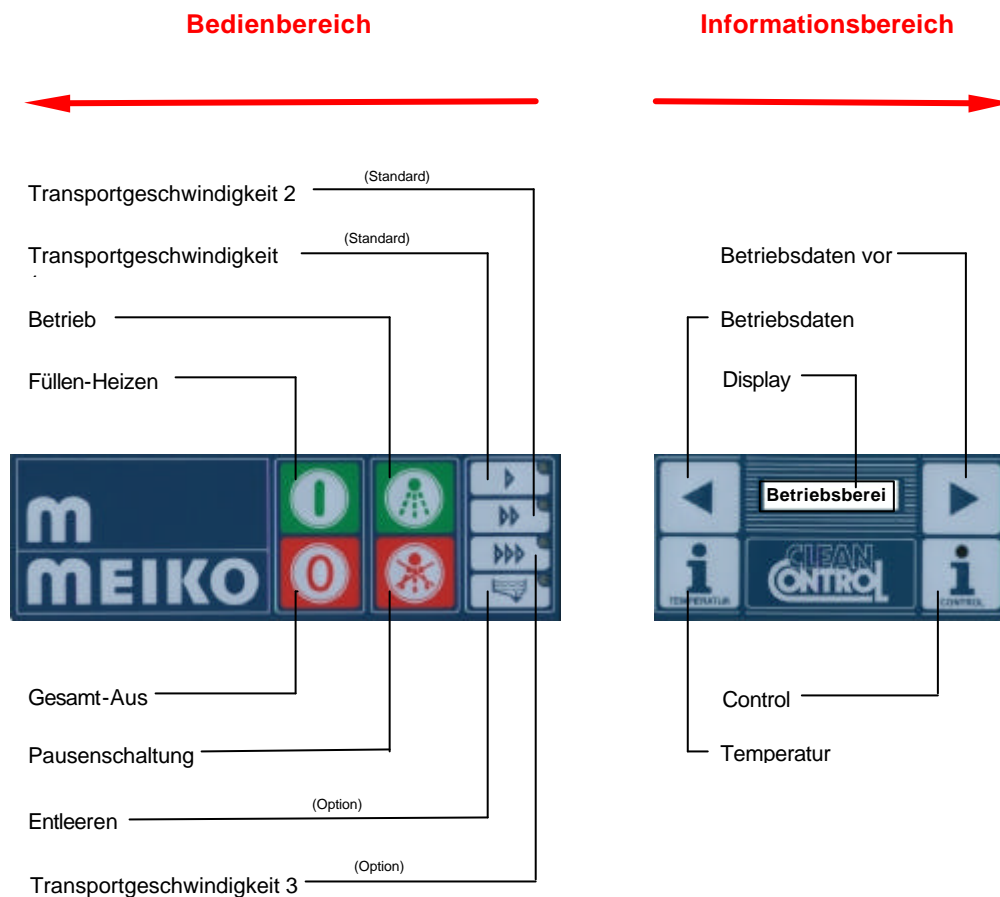 Bedienbereich
Informationsbereich
Transportgeschwindigkeit 2
(Standard)
Transportgeschwindigkeit
(Standard)
Betrieb
Füllen-Heizen
Betriebsdaten vor
Betriebsdaten
Display
m
MEIKO
Betriebsberei
TEMPERATUR
CLEAN
CONTROL
CONTROL
Gesamt-Aus
Pausenschaltung
Entleeren
(Option)
Transportgeschwindigkeit 3
(Option)
Control
Temperatur